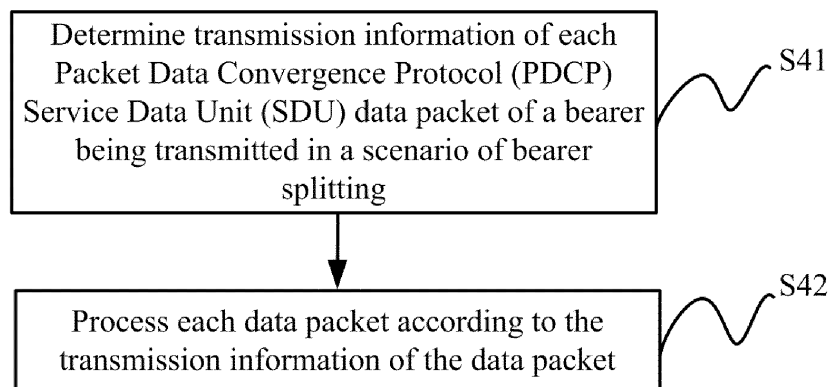 Determine transmission information of each
Packet Data Convergence Protocol (PDCP)
Service Data Unit (SDU) data packet of a bearer
being transmitted in a scenario of bearer
splitting
S41
Process each data packet according to the
transmission information of the data packet
S42